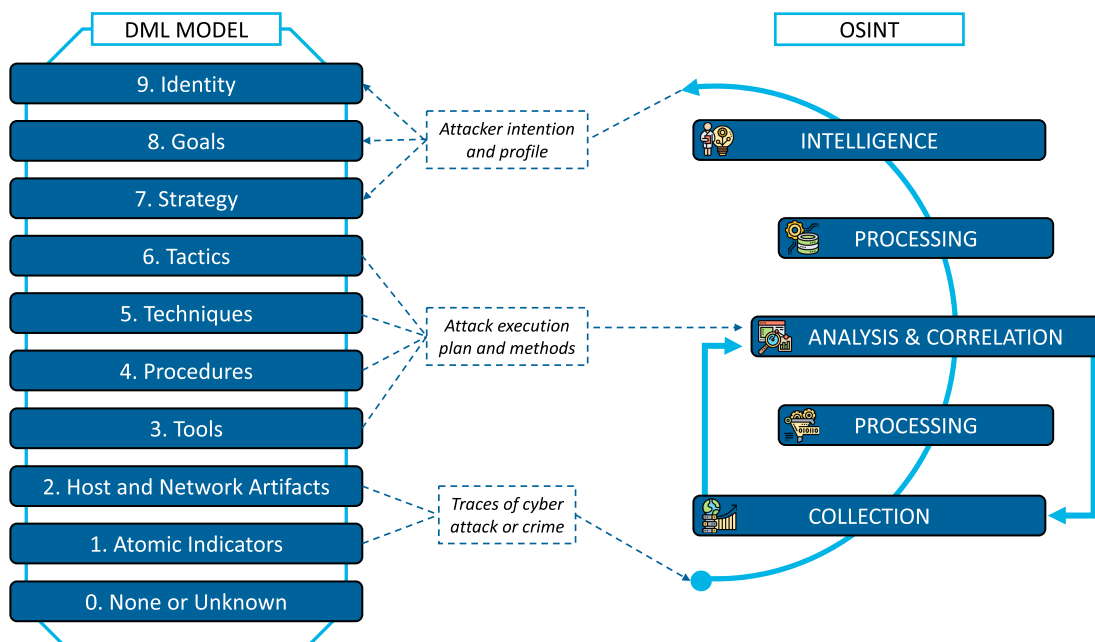 DML MODEL
9. Identity
8. Goals
7. Strategy
6. Tactics
5. Techniques
4. Procedures
3. Tools
2. Host and Network Artifacts
1. Atomic Indicators
0. None or Unknown
Attacker intention
and profile
Attack execution
plan and methods
Traces of cyber
attack or crime
OSINT
INTELLIGENCE
PROCESSING
ANALYSIS & CORRELATION
PROCESSING
COLLECTION